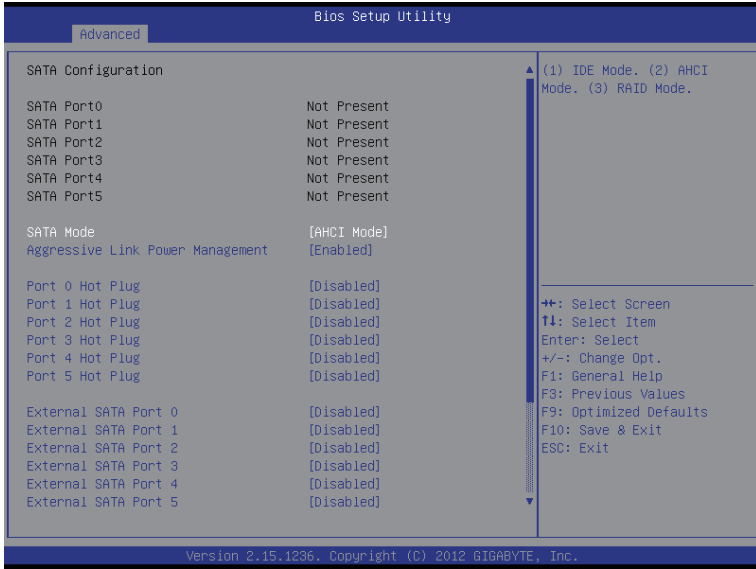 Bios Setup Utility
Advanced
SATA Configuration
SATA Port0 Not Present
SATA Port1 Not Present
SATA Port2 Not Present
SATA Port3 Not Present
SATA Port4 Not Present
SATA Port5 Not Present
SATA Mode [AHCI Mode]
Aggressive Link Power Management [Enabled]
Port 0 Hot Plug [Disabled]
Port 1 Hot Plug [Disabled]
Port 2 Hot Plug [Disabled]
Port 3 Hot Plug [Disabled]
Port 4 Hot Plug [Disabled]
Port 5 Hot Plug [Disabled]
External SATA Port 0 [Disabled]
External SATA Port 1 [Disabled]
External SATA Port 2 [Disabled]
External SATA Port 3 [Disabled]
External SATA Port 4 [Disabled]
External SATA Port 5 [Disabled]
(1) IDE Mode. (2) AHCI
Mode. (3) RAID Mode.
→←: Select Screen
↑↓: Select Item
Enter: Select
+/-: Change Opt.
F1: General Help
F3: Previous Values
F9: Optimized Defaults
F10: Save & Exit
ESC: Exit
Version 2.15.1236. Copyright (C) 2012 GIGABYTE, Inc.